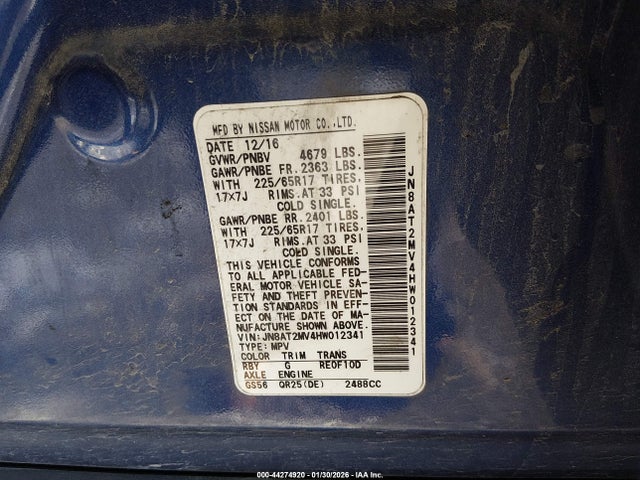 MFD BY NISSAN MOTOR CO.,LTD.
DATE 12/16
GVWR/PNBV 4679 LBS.
GAWR/PNBE FR. 2363 LBS.
WITH 225/65R17 TIRES.
17×7J RIMS.AT 33 PSI
COLD SINGLE.
GAWR/PNBE RR. 2401 LBS.
WITH 225/65R17 TIRES.
17×7J RIMS.AT 33 PSI
COLD SINGLE.
THIS VEHICLE CONFORMS
TO ALL APPLICABLE FED-
ERAL MOTOR VEHICLE SA-
FETY AND THEFT PREVEN-
TION STANDARDS IN EFF-
ECT ON THE DATE OF MA-
NUFACTURE SHOWN ABOVE.
VIN:JN8AT2MV4HW012341
TYPE:MPV
COLOR TRIM TRANS
RBY G RE0F10D
AXLE ENGINE
GS56 QR25(DE) 2488CC
JN8AT2MV4HW012341
000-44274920 - 01/30/2026 - IAA Inc.